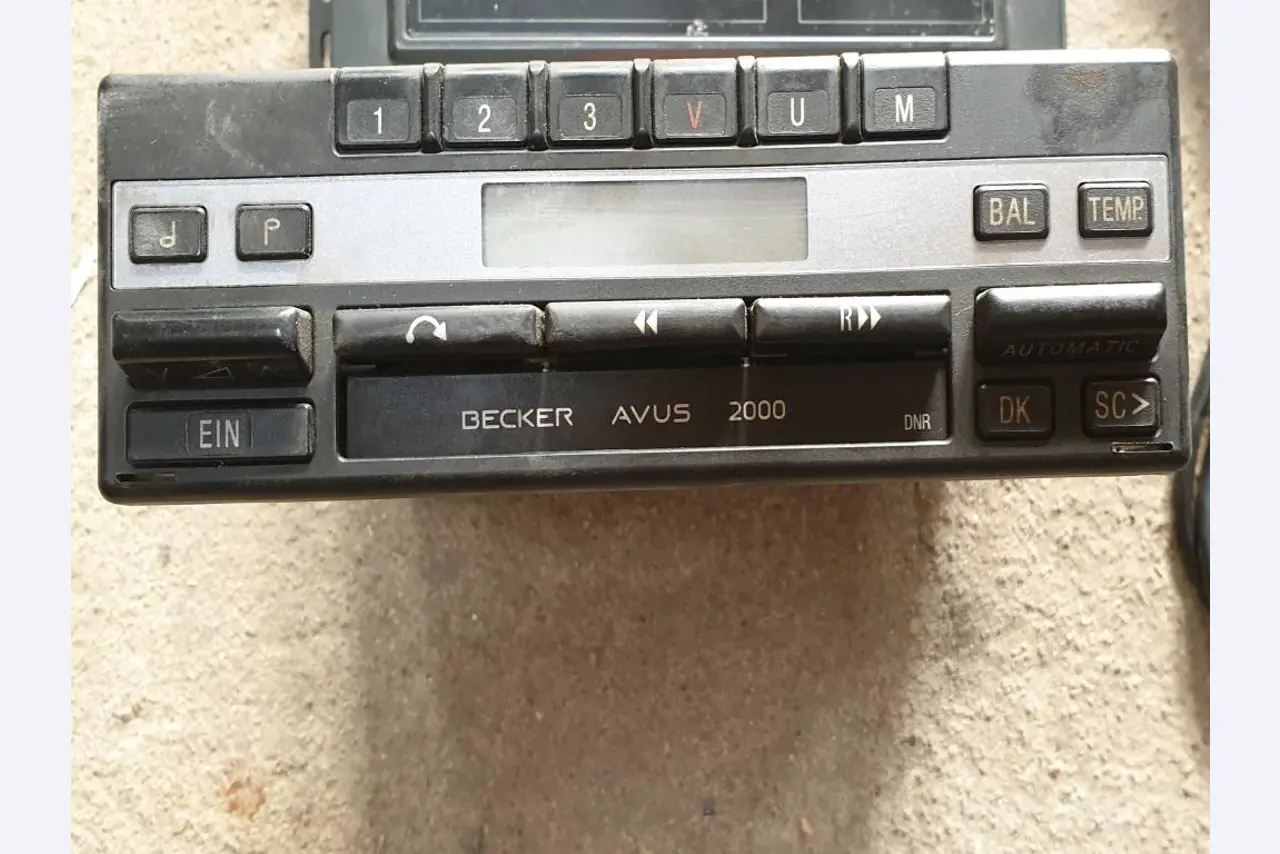 1 2 3 V U M
BAL TEMP.
R
AUTOMATIC
BECKER AVUS 2000
DNR
EIN DK SC>